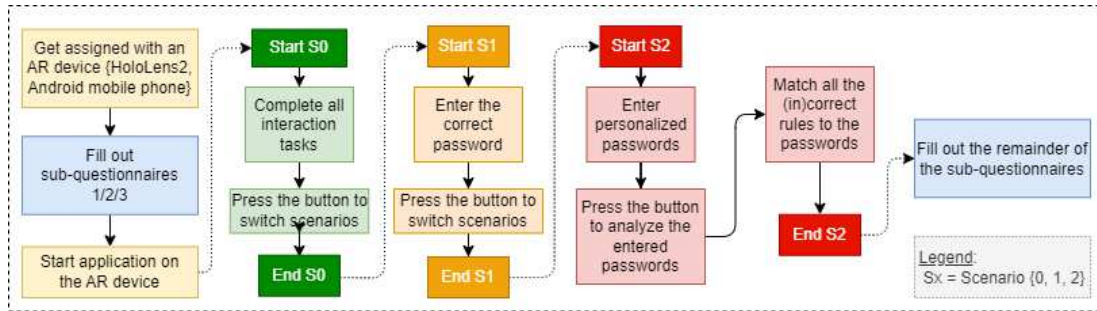 Get assigned with an
AR device {HoloLens2,
Android mobile phone}
Fill out
sub-questionnaires
1/2/3
Start application on
the AR device
Start S0
Complete all
interaction
tasks
Press the button to
switch scenarios
End S0
Start S1
Enter the
correct
password
Press the button to
switch scenarios
End S1
Start S2
Enter
personalized
passwords
Press the button
to analyze the
entered
passwords
Match all the
(in)correct
rules to the
passwords
End S2
Fill out the remainder of
the sub-questionnaires
Legend:
Sx = Scenario {0, 1, 2}